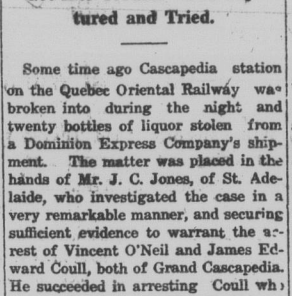 tured and Tried.
Some time ago Cascapedia station
on the Quebec Oriental Railway was
broken into during the night and
twenty bottles of liquor stolen from
a Dominion Express Company's ship-
ment. The matter was placed in the
hands of Mr. J. C. Jones, of St. Ade-
laide, who investigated the case in
a very remarkable manner, and securing
sufficient evidence to warrant the ar-
rest of Vincent O'Neil and James Ed-
ward Coull, both of Grand Cascapedia.
He succeeded in arresting Coull wh